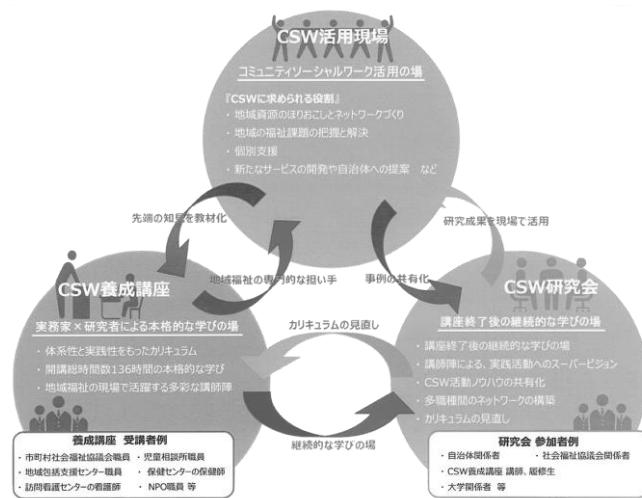 CSW活用現場
コミュニティソーシャルワーク活用の場
『CSWに求められる役割』
・地域資源のほりおこしとネットワークづくり
・地域の福祉課題の把握と解決
・個別支援
・新たなサービスの開発や自治体への提案 など
先端の知見を教材化
研究成果を現場で活用
地域福祉の専門的な担い手
事例の共有化
CSW養成講座
実務家×研究者による本格的な学びの場
・体系性と実践性をもったカリキュラム
・開講総時間数136時間の本格的な学び
・地域福祉の現場で活躍する多彩な講師陣
カリキュラムの見直し
継続的な学びの場
CSW研究会
講座終了後の継続的な学びの場
・講座終了後の継続的な学びの場
・講師陣による、実践活動へのスーパービジョン
・CSW活動ノウハウの共有化
・多職種間のネットワークの構築
・カリキュラムの見直し
養成講座 受講者例
・市町村社会福祉協議会職員 ・児童相談所職員
・地域包括支援センター職員 ・保健センターの保健師
・訪問看護センターの看護師 ・NPO職員 等
研究会 参加者例
・自治体関係者 ・社会福祉協議会関係者
・CSW養成講座 講師、履修生
・大学関係者 等